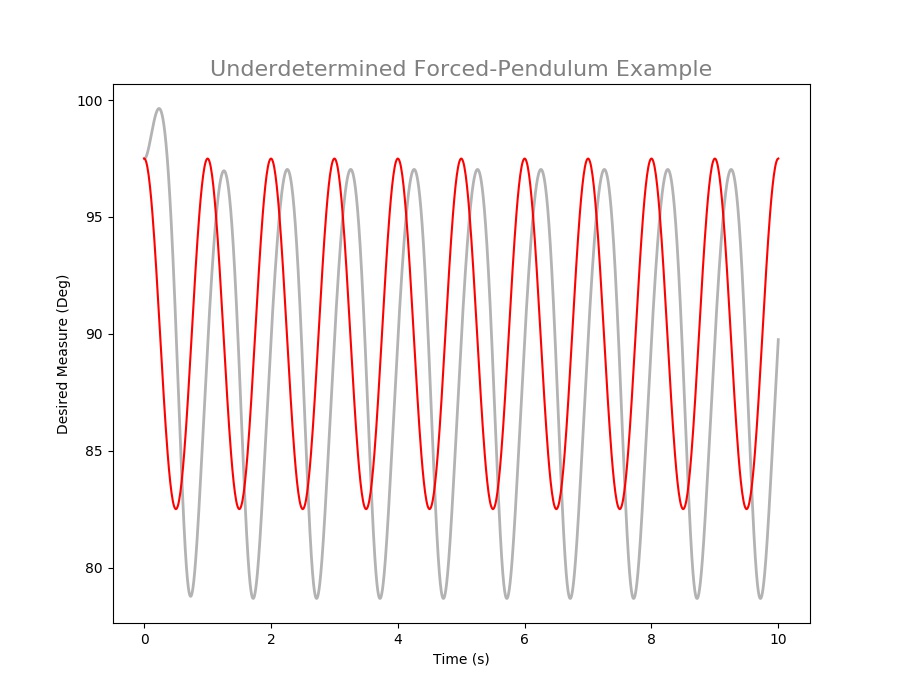 Underdetermined Forced-Pendulum Example
100
95
90
85
80
Desired Measure (Deg)
0 2 4 6 8 10
Time (s)